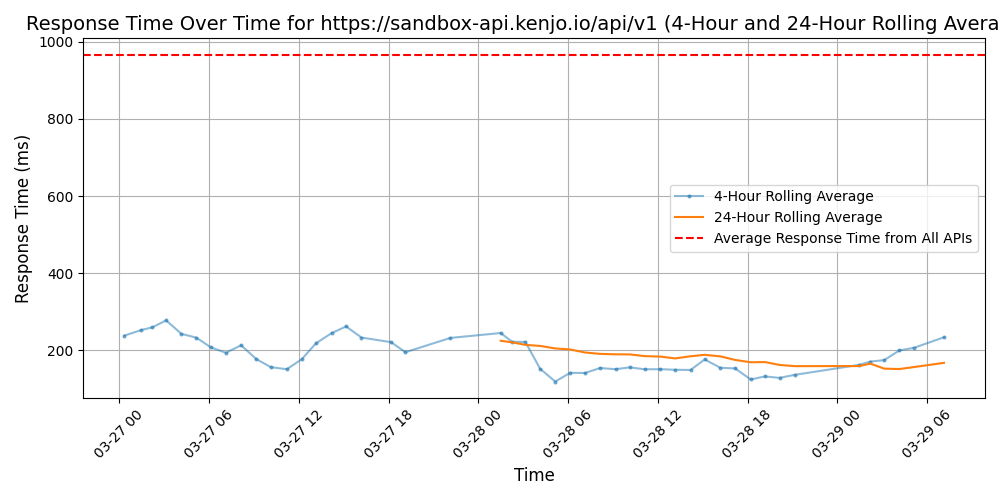 Response Time Over Time for https://sandbox-api.kenjo.io/api/v1 (4-Hour and 24-Hour Rolling Avera
Response Time (ms)
1000
800
600
400
200
4-Hour Rolling Average
24-Hour Rolling Average
Average Response Time from All APIs
03-27 00
03-27 06
03-27 12
03-27 18
03-28 00
03-28 06
03-28 12
03-28 18
03-29 00
03-29 06
Time